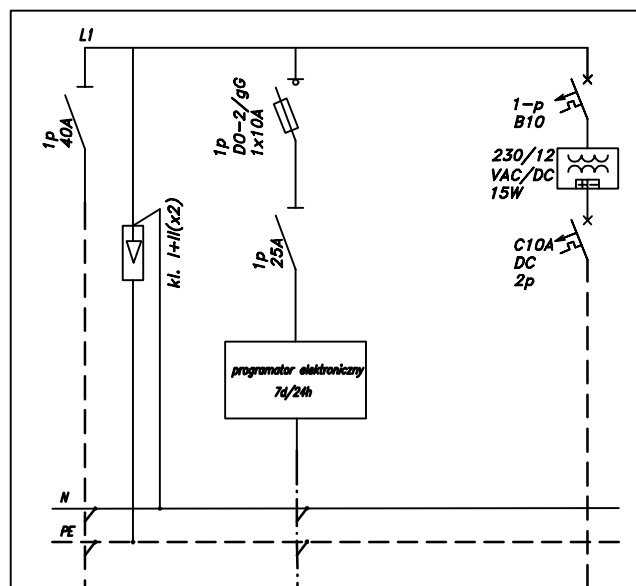 L1
1p
40A
kl. I+II(x2)
1p
DO-2/gG
1x10A
1p
25A
programator elektroniczny
7d/24h
1-p
B10
230/12
VAC/DC
15W
C10A
DC
2p
N
PE